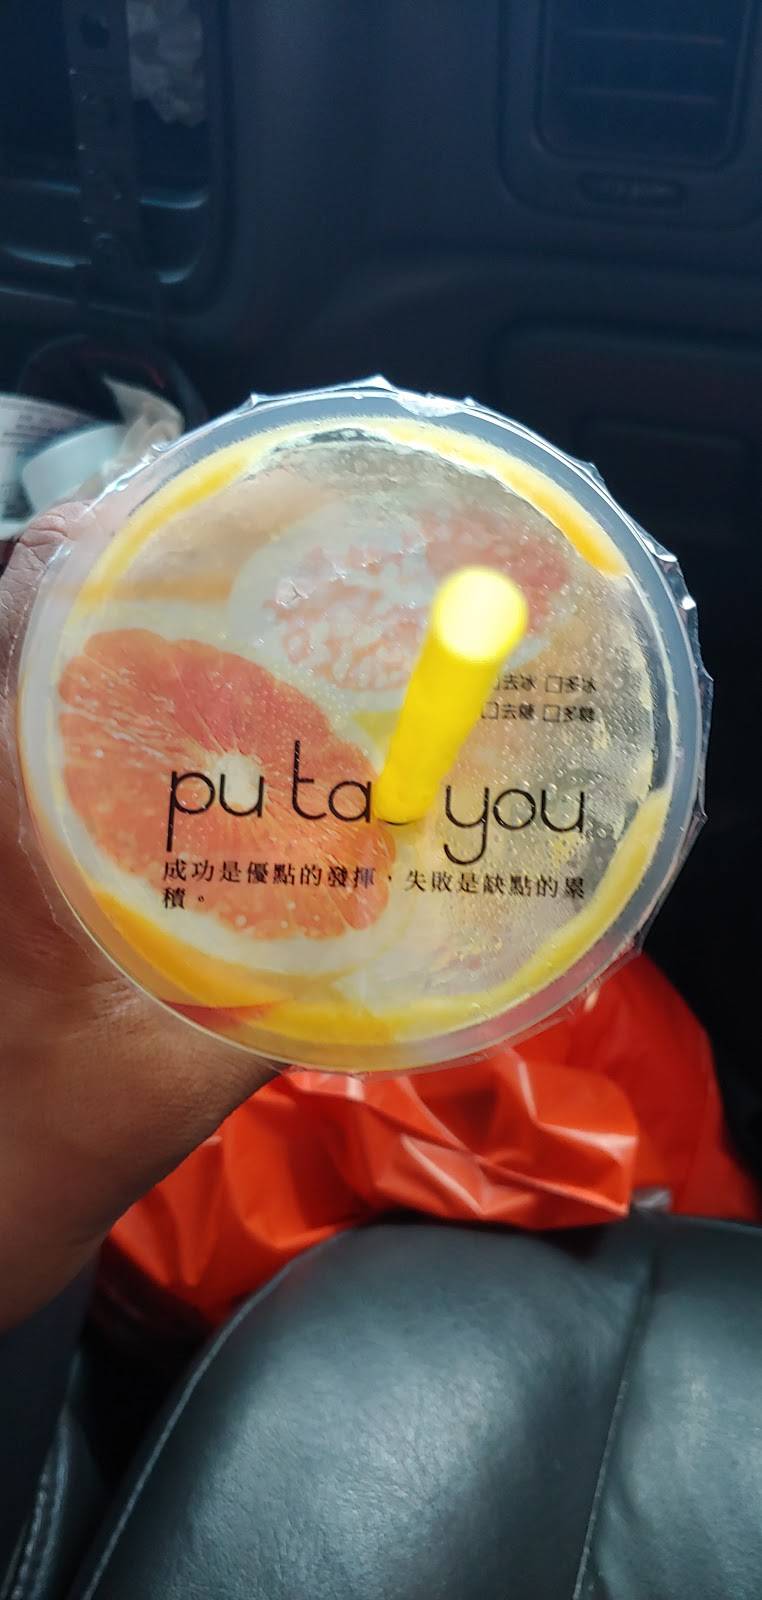 去冰 □多冰
□去糖 □多糖
pu tao you
成功是優點的發揮，失敗是缺點的累
積。